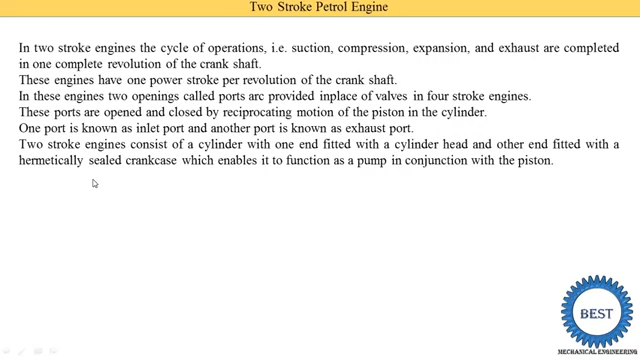 Two Stroke Petrol Engine
In two stroke engines the cycle of operations, i.e. suction, compression, expansion, and exhaust are completed
in one complete revolution of the crank shaft.
These engines have one power stroke per revolution of the crank shaft.
In these engines two openings called ports arc provided inplace of valves in four stroke engines.
These ports are opened and closed by reciprocating motion of the piston in the cylinder.
One port is known as inlet port and another port is known as exhaust port.
Two stroke engines consist of a cylinder with one end fitted with a cylinder head and other end fitted with a
hermetically sealed crankcase which enables it to function as a pump in conjunction with the piston.
BEST
MECHANICAL ENGINEERING